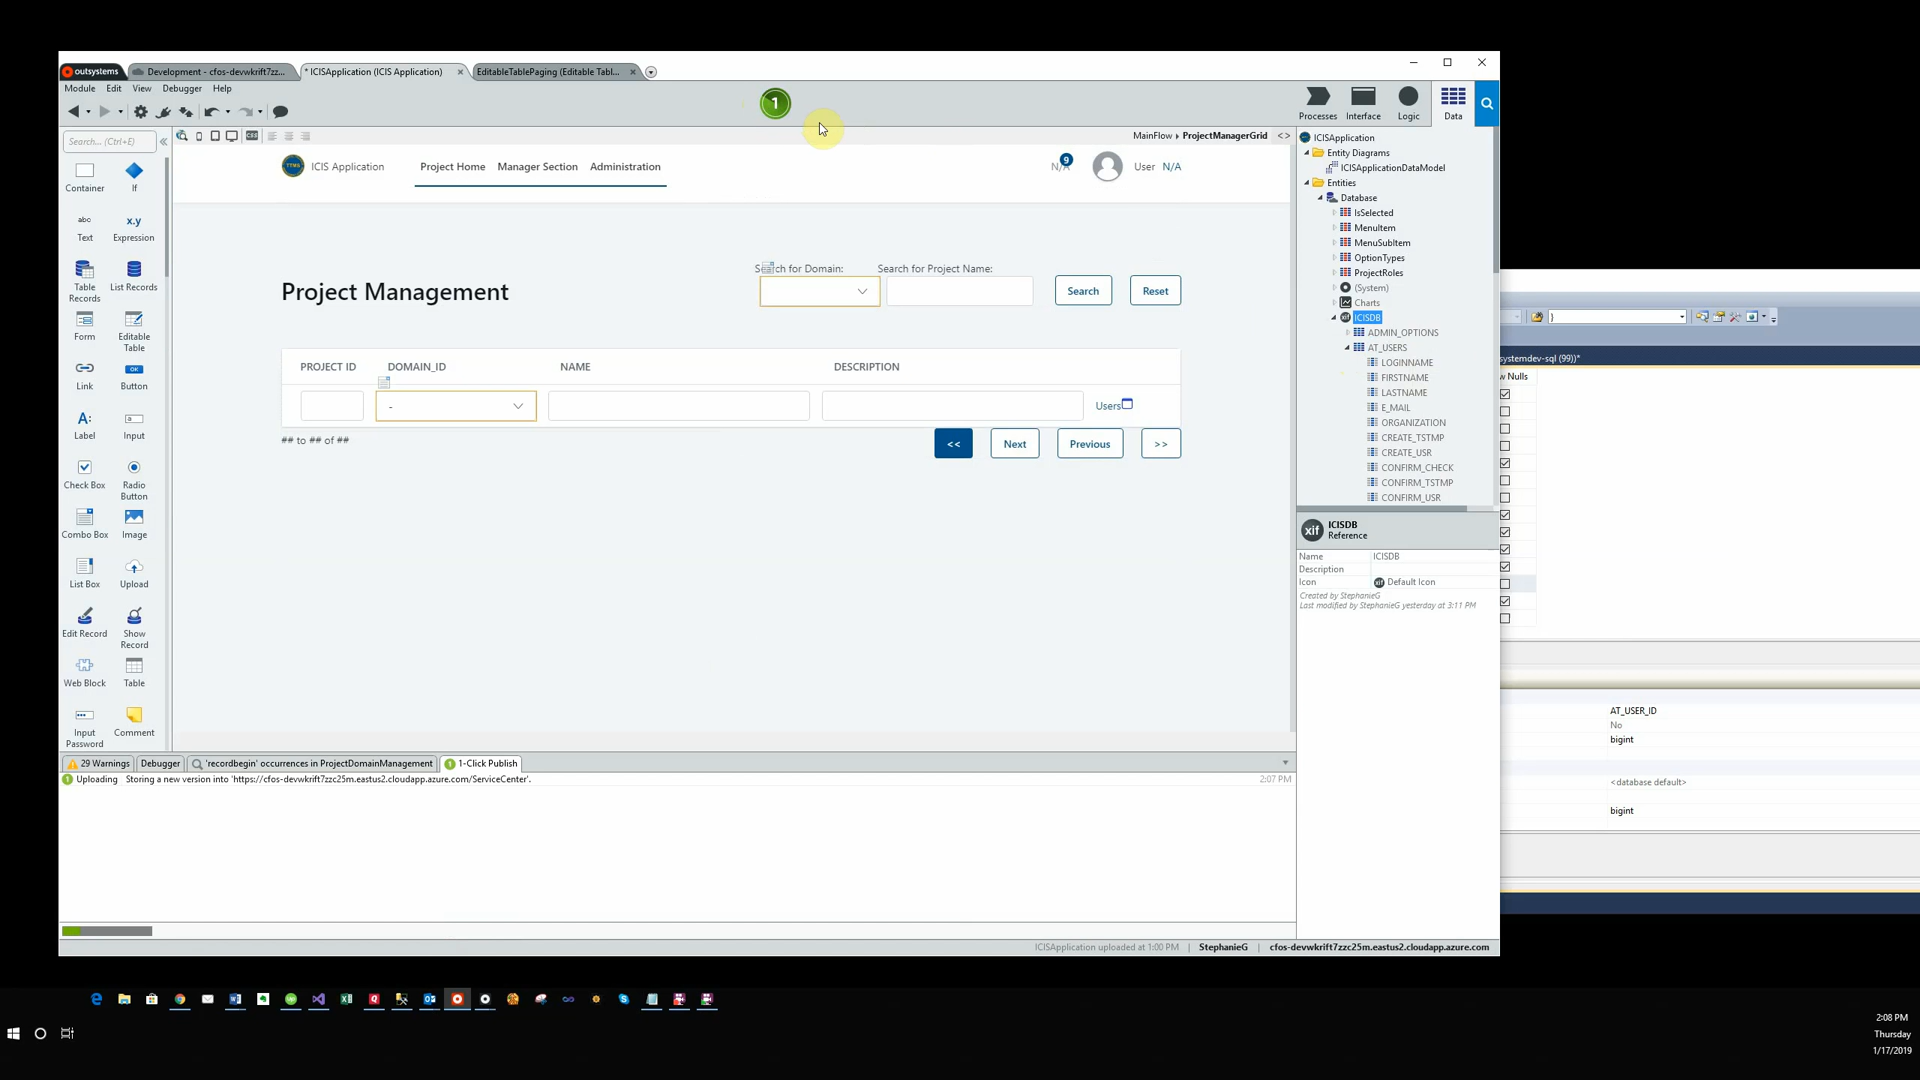 outsystems
Development - cfos-devwkrift7zz...
* ICISApplication (ICIS Application)
EditableTablePaging (Editable Tabl...
Module Edit View Debugger Help
1
Processes Interface Logic Data
Search... (Ctrl+E)
MainFlow ▸ ProjectManagerGrid <>
Container If
abc x.y
Text Expression
Table Records List Records
Form Editable Table
Link Button
Label Input
Check Box Radio Button
Combo Box Image
List Box Upload
Edit Record Show Record
Web Block Table
Input Password Comment
ICIS Application Project Home Manager Section Administration
N/A 9 User N/A
Project Management
Search for Domain: Search for Project Name:
Search Reset
PROJECT ID DOMAIN_ID NAME DESCRIPTION
- Users
## to ## of ##
<< Next Previous >>
ICISApplication
Entity Diagrams
ICISApplicationDataModel
Entities
Database
IsSelected
MenuItem
MenuSubItem
OptionTypes
ProjectRoles
(System)
Charts
ICISDB
ADMIN_OPTIONS
AT_USERS
LOGINNAME
FIRSTNAME
LASTNAME
E_MAIL
ORGANIZATION
CREATE_TSTMP
CREATE_USR
CONFIRM_CHECK
CONFIRM_TSTMP
CONFIRM_USR
xif ICISDB
Reference
Name ICISDB
Description
Icon Default Icon
Created by StephanieG
Last modified by StephanieG yesterday at 3:11 PM
29 Warnings Debugger 'recordbegin' occurrences in ProjectDomainManagement 1-Click Publish
Uploading Storing a new version into 'https://cfos-devwkrift7zzc25m.eastus2.cloudapp.azure.com/ServiceCenter'. 2:07 PM
ICISApplication uploaded at 1:00 PM StephanieG cfos-devwkrift7zzc25m.eastus2.cloudapp.azure.com
}
systemdev-sql (99))*
w Nulls
AT_USER_ID
No
bigint
<database default>
bigint
2:08 PM
Thursday
1/17/2019